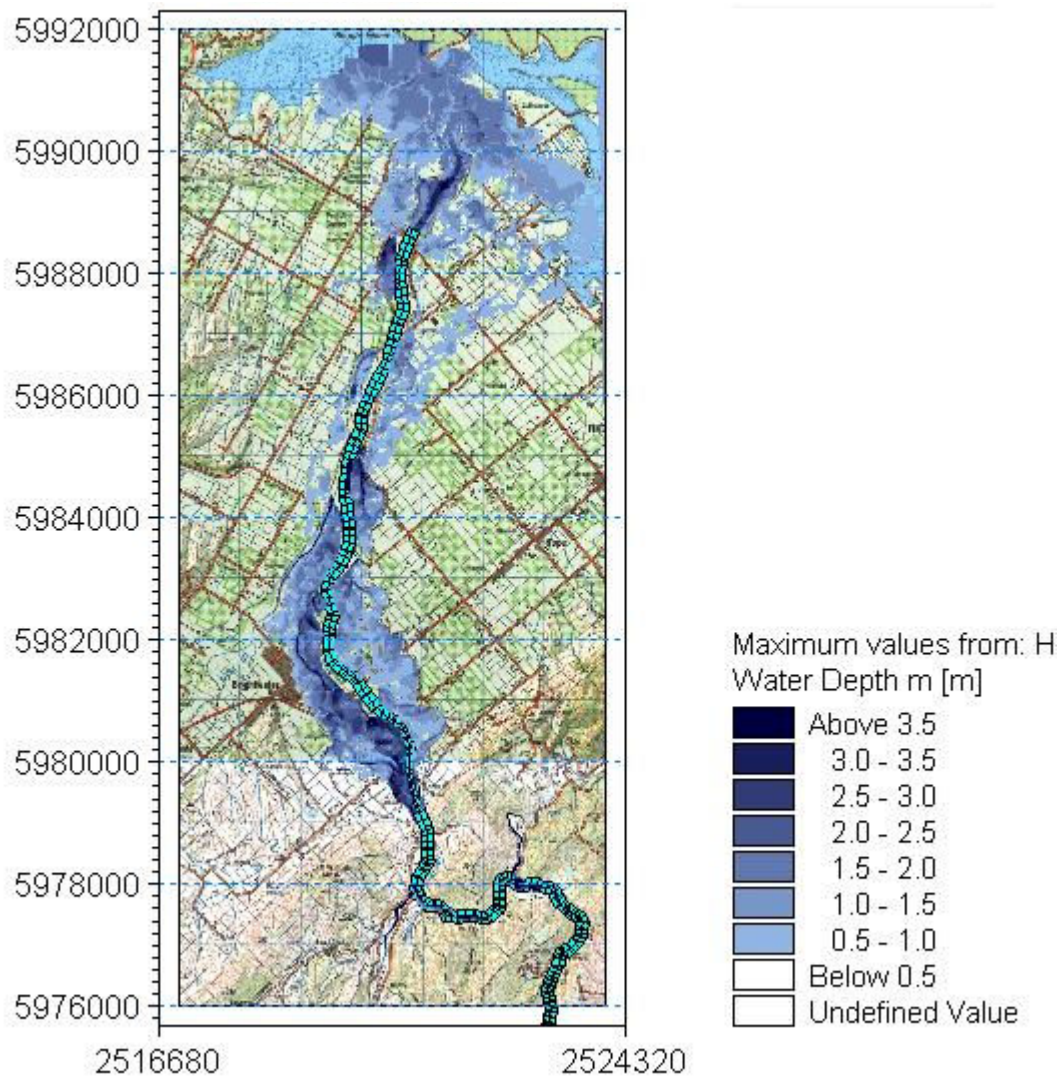 5992000
5990000
5988000
5986000
5984000
5982000
5980000
5978000
5976000
2516680
2524320
Maximum values from: H
Water Depth m [m]
Above 3.5
3.0 - 3.5
2.5 - 3.0
2.0 - 2.5
1.5 - 2.0
1.0 - 1.5
0.5 - 1.0
Below 0.5
Undefined Value